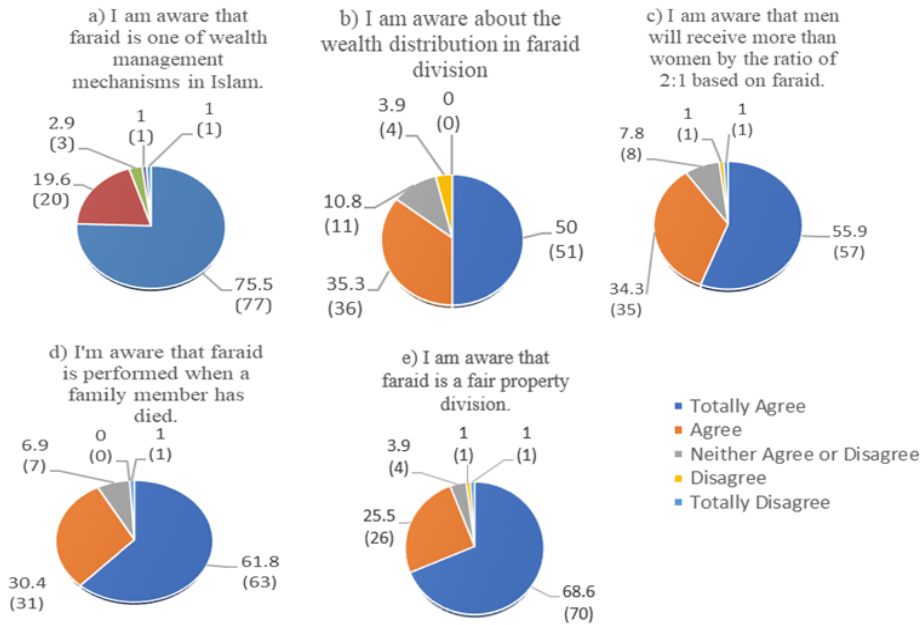 a) I am aware that
faraid is one of wealth
management
mechanisms in Islam.
2.9
(3)
1
(1)
1
(1)
19.6
(20)
75.5
(77)
b) I am aware about the
wealth distribution in faraid
division
3.9
(4)
0
(0)
10.8
(11)
35.3
(36)
50
(51)
c) I am aware that men
will receive more than
women by the ratio of
2:1 based on faraid.
7.8
(8)
1
(1)
1
(1)
34.3
(35)
55.9
(57)
d) I'm aware that faraid
is performed when a
family member has
died.
6.9
(7)
0
(0)
1
(1)
30.4
(31)
61.8
(63)
e) I am aware that
faraid is a fair property
division.
3.9
(4)
1
(1)
1
(1)
25.5
(26)
68.6
(70)
Totally Agree
Agree
Neither Agree or Disagree
Disagree
Totally Disagree